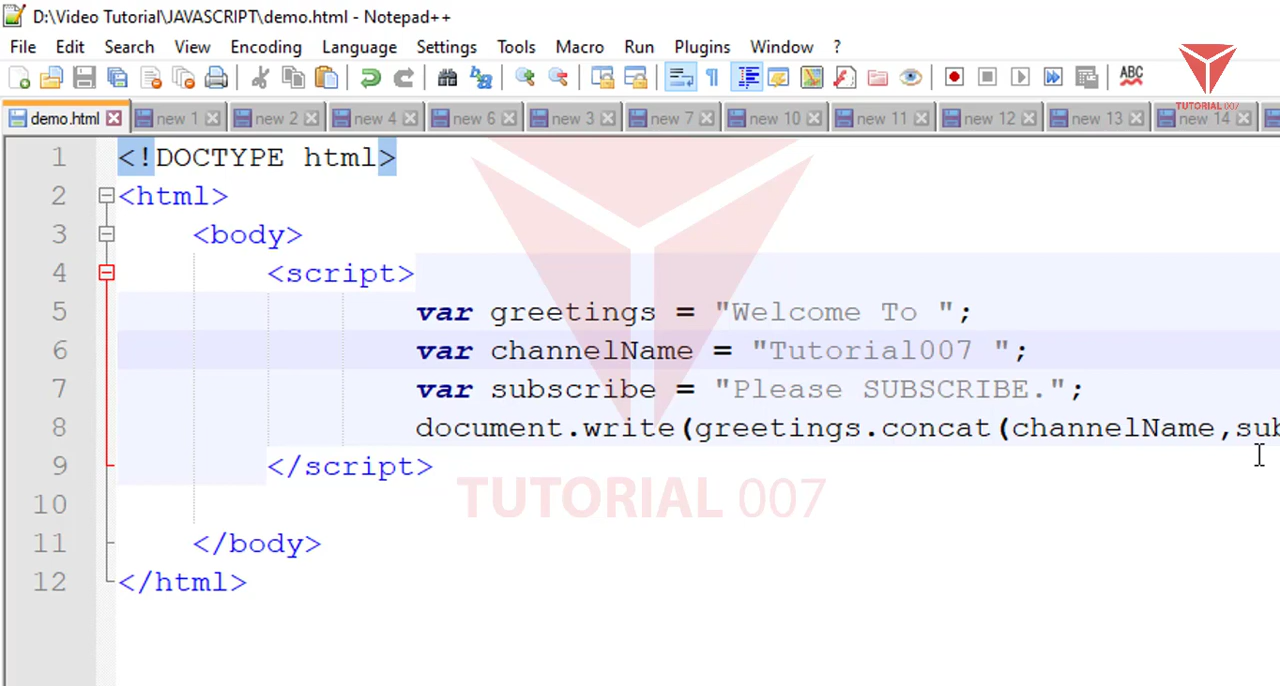 D:\Video Tutorial\JAVASCRIPT\demo.html - Notepad++
File Edit Search View Encoding Language Settings Tools Macro Run Plugins Window ?
ABC
TUTORIAL 007
demo.html new 1 new 2 new 4 new 6 new 3 new 7 new 10 new 11 new 12 new 13 new 14
1 <!DOCTYPE html>
2 <html>
3 <body>
4 <script>
5 var greetings = "Welcome To ";
6 var channelName = "Tutorial007 ";
7 var subscribe = "Please SUBSCRIBE.";
8 document.write(greetings.concat(channelName,sub
9 </script>
TUTORIAL 007
10
11 </body>
12 </html>